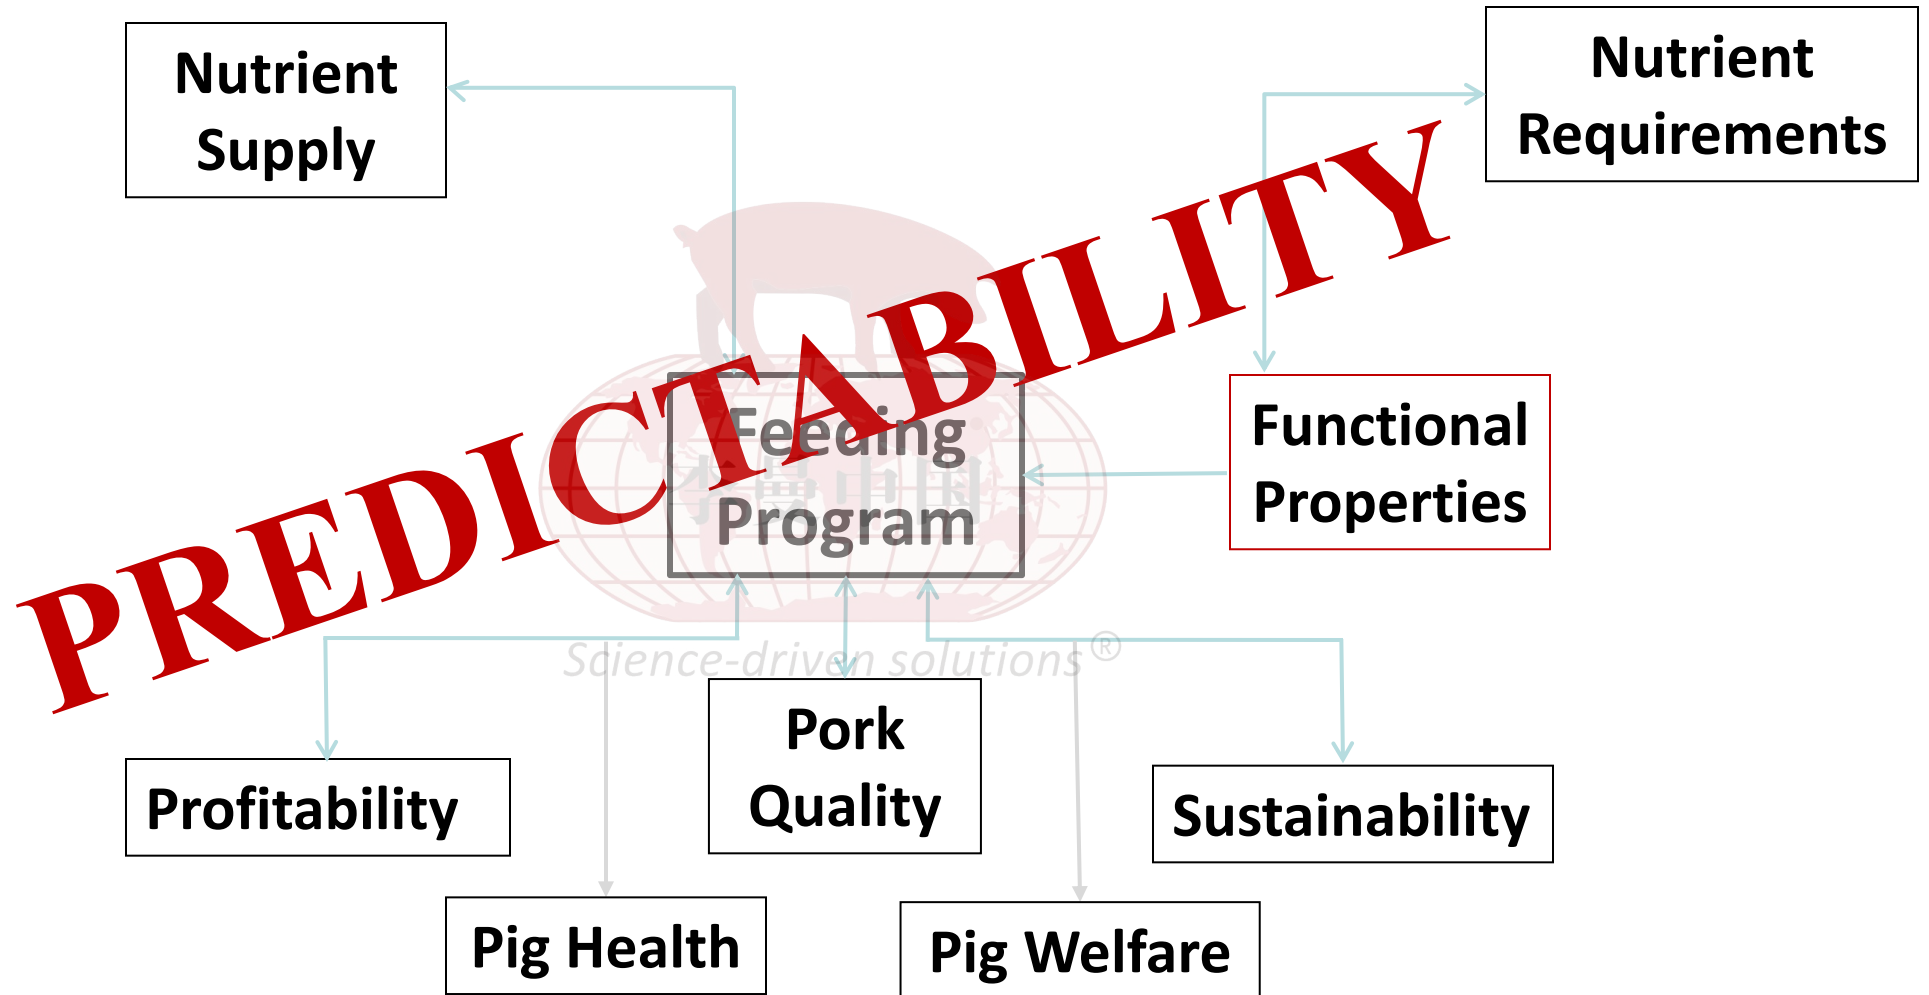 Nutrient
Supply
Nutrient
Requirements
PREDICTABILITY
Feeding
Program
Functional
Properties
Science-driven solutions®
Profitability
Pork
Quality
Sustainability
Pig Health
Pig Welfare